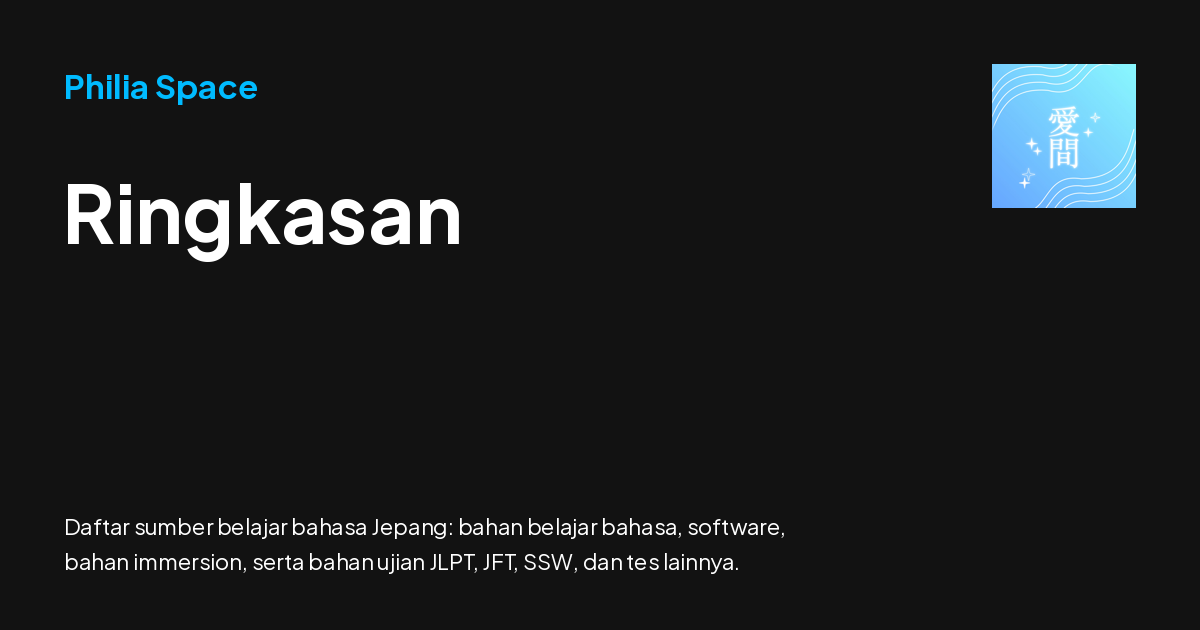 Philia Space
愛
間
Ringkasan
Daftar sumber belajar bahasa Jepang: bahan belajar bahasa, software,
bahan immersion, serta bahan ujian JLPT, JFT, SSW, dan tes lainnya.